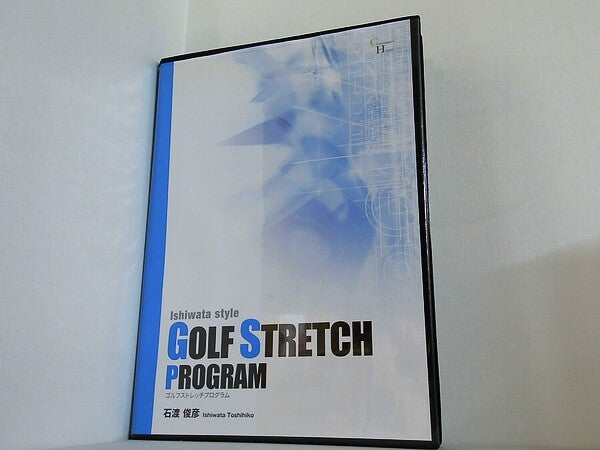 Ishiwata style
GOLF STRETCH
PROGRAM
ゴルフストレッチプログラム
石渡 俊彦 Ishiwata Toshihiko